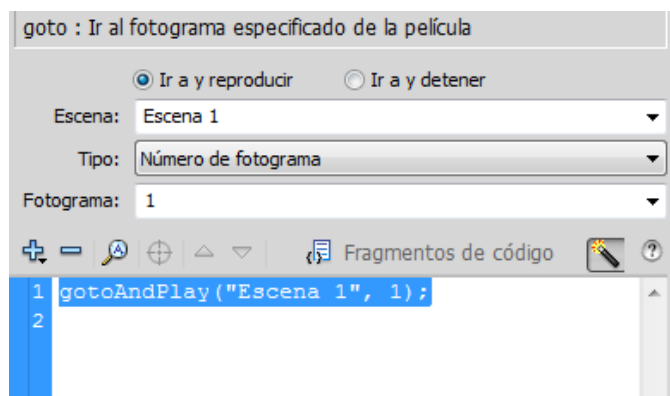 goto : Ir al fotograma especificado de la película
Ir a y reproducir Ir a y detener
Escena: Escena 1
Tipo: Número de fotograma
Fotograma: 1
Fragmentos de código
1 gotoAndPlay("Escena 1", 1);
2